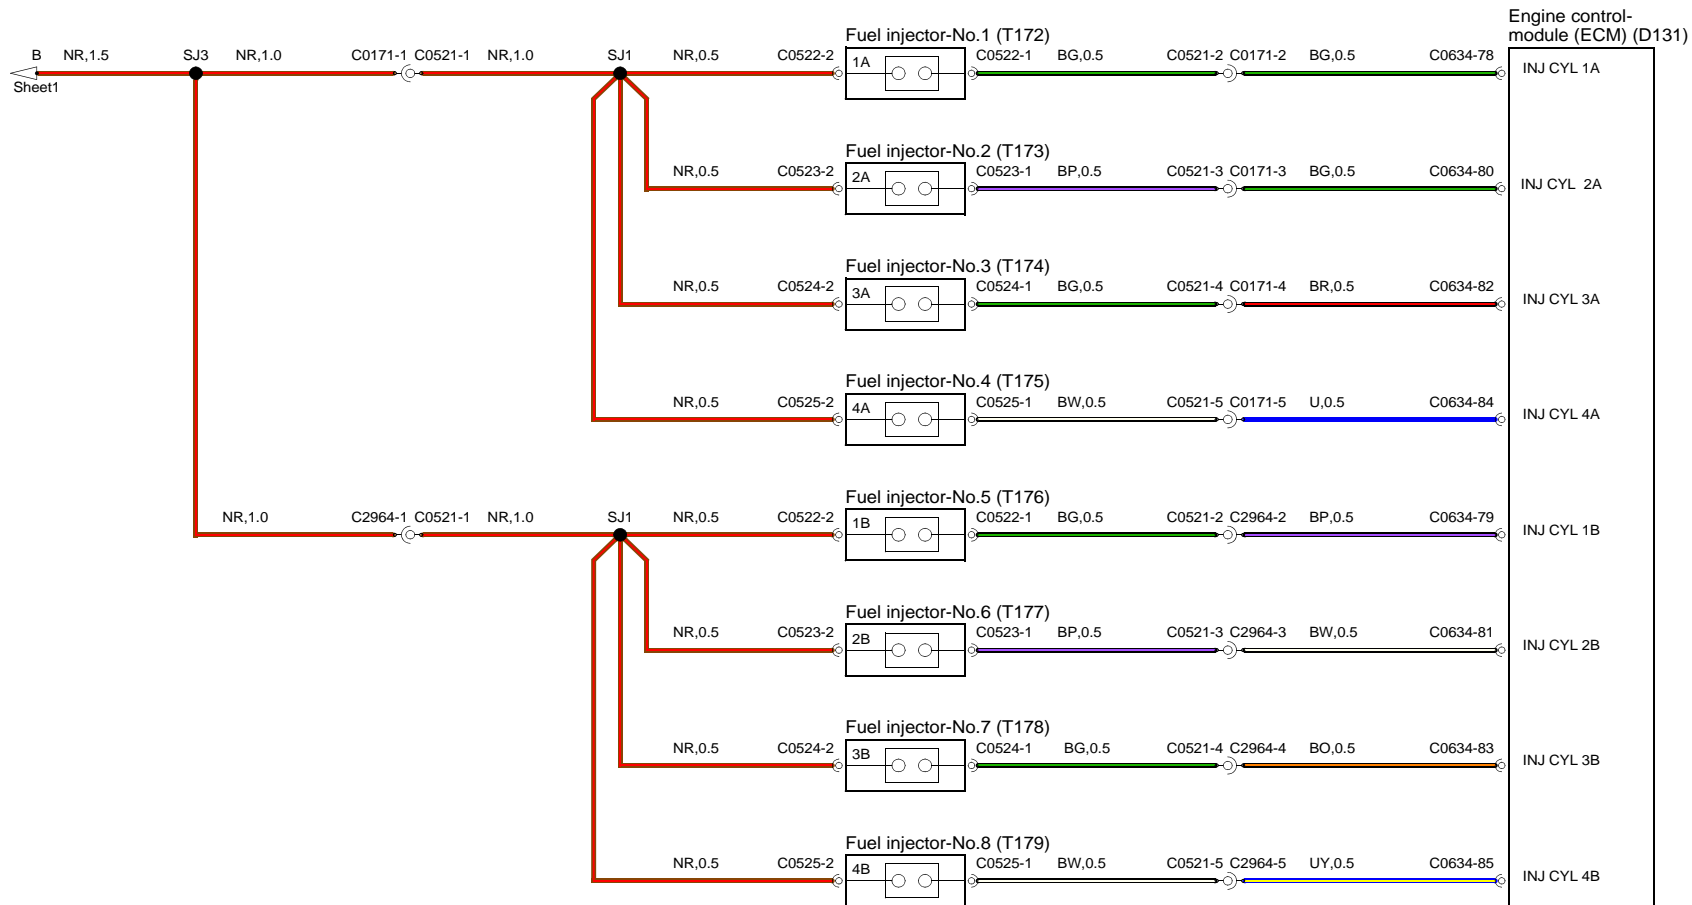 Engine control-
module (ECM) (D131)
Fuel injector-No.1 (T172)
B NR,1.5 SJ3 NR,1.0 C0171-1 C0521-1 NR,1.0 SJ1 NR,0.5 C0522-2 1A C0522-1 BG,0.5 C0521-2 C0171-2 BG,0.5 C0634-78 INJ CYL 1A
Sheet1
Fuel injector-No.2 (T173)
NR,0.5 C0523-2 2A C0523-1 BP,0.5 C0521-3 C0171-3 BG,0.5 C0634-80 INJ CYL 2A
Fuel injector-No.3 (T174)
NR,0.5 C0524-2 3A C0524-1 BG,0.5 C0521-4 C0171-4 BR,0.5 C0634-82 INJ CYL 3A
Fuel injector-No.4 (T175)
NR,0.5 C0525-2 4A C0525-1 BW,0.5 C0521-5 C0171-5 U,0.5 C0634-84 INJ CYL 4A
Fuel injector-No.5 (T176)
NR,1.0 C2964-1 C0521-1 NR,1.0 SJ1 NR,0.5 C0522-2 1B C0522-1 BG,0.5 C0521-2 C2964-2 BP,0.5 C0634-79 INJ CYL 1B
Fuel injector-No.6 (T177)
NR,0.5 C0523-2 2B C0523-1 BP,0.5 C0521-3 C2964-3 BW,0.5 C0634-81 INJ CYL 2B
Fuel injector-No.7 (T178)
NR,0.5 C0524-2 3B C0524-1 BG,0.5 C0521-4 C2964-4 BO,0.5 C0634-83 INJ CYL 3B
Fuel injector-No.8 (T179)
NR,0.5 C0525-2 4B C0525-1 BW,0.5 C0521-5 C2964-5 UY,0.5 C0634-85 INJ CYL 4B